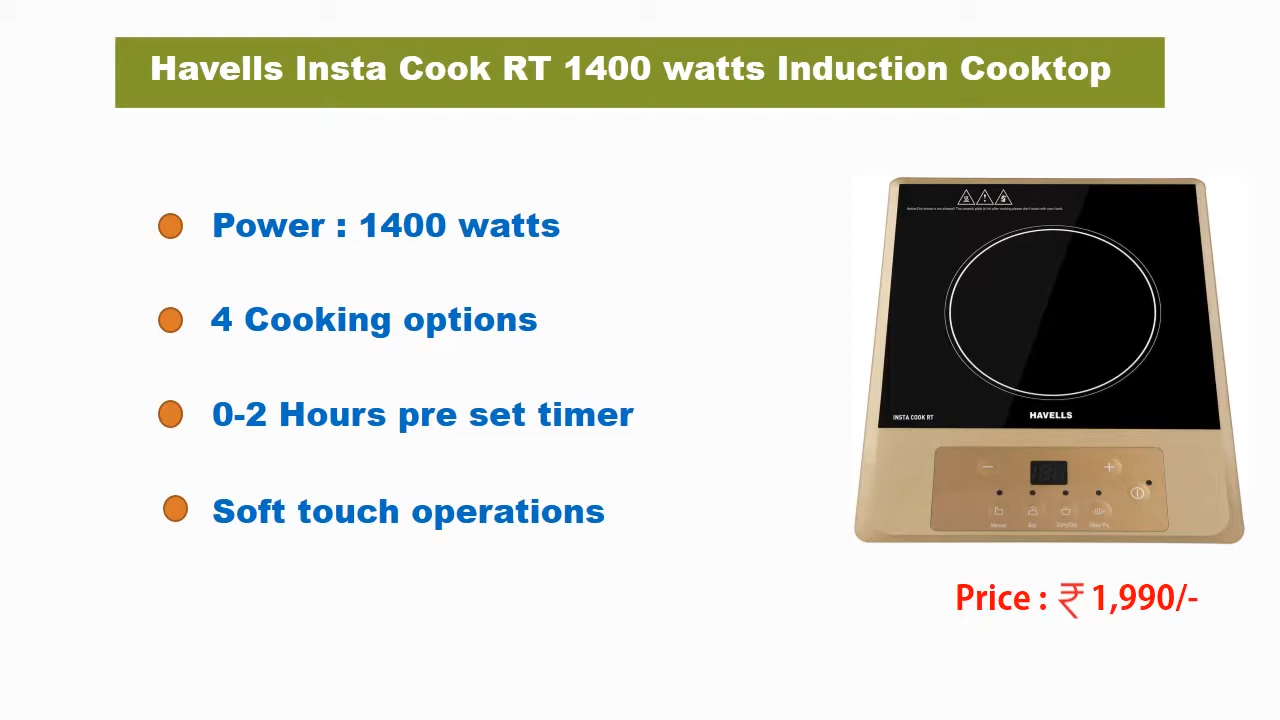 Havells Insta Cook RT 1400 watts Induction Cooktop
Power : 1400 watts
4 Cooking options
0-2 Hours pre set timer
Soft touch operations
INSTA COOK RT
HAVELLS
Manual
Price : ₹ 1,990/-